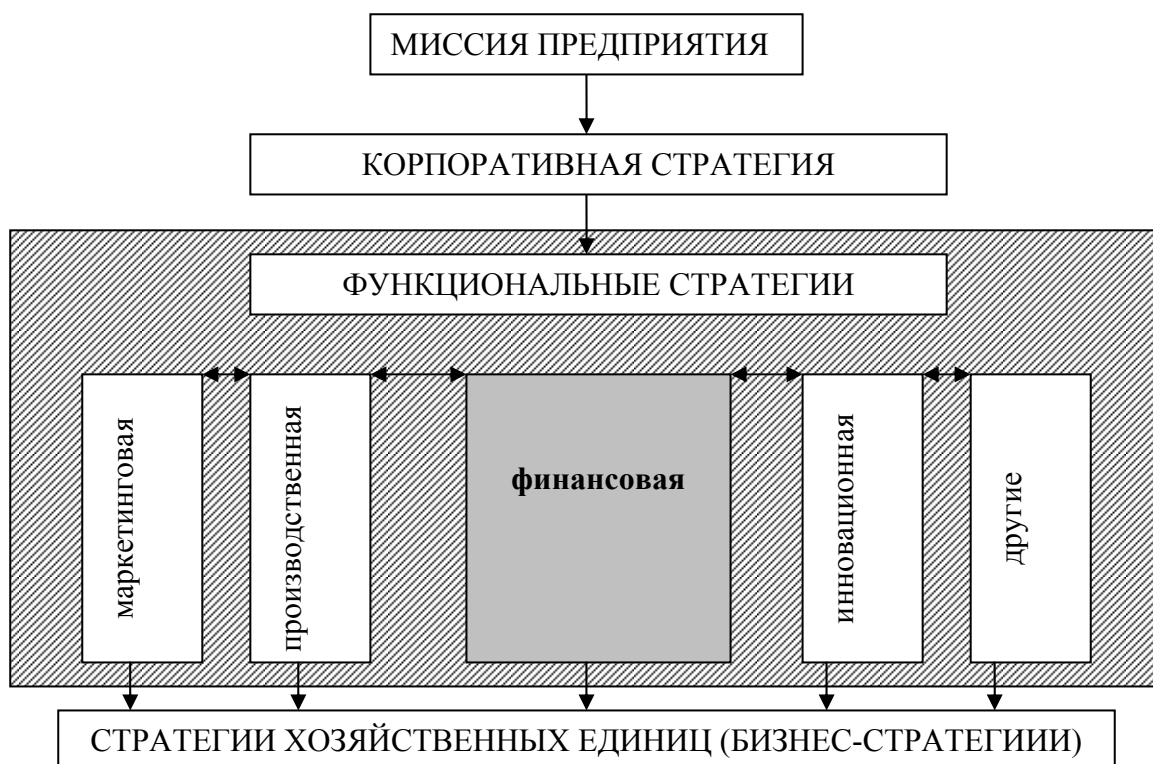 МИССИЯ ПРЕДПРИЯТИЯ
КОРПОРАТИВНАЯ СТРАТЕГИЯ
ФУНКЦИОНАЛЬНЫЕ СТРАТЕГИИ
маркетинговая
производственная
финансовая
инновационная
другие
СТРАТЕГИИ ХОЗЯЙСТВЕННЫХ ЕДИНИЦ (БИЗНЕС-СТРАТЕГИИИ)